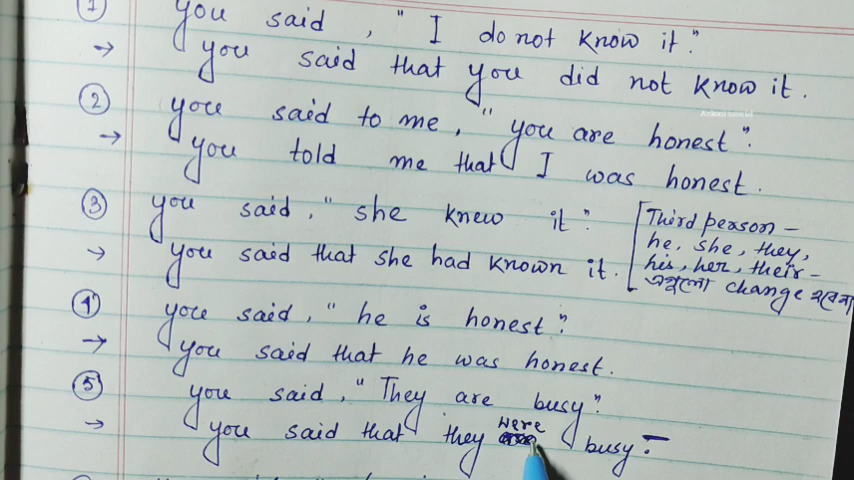 ① you said, "I do not know it."
→ you said that you did not know it.
② you said to me, "you are honest".
→ you told me that I was honest.
③ you said, "she knew it".
→ you said that she had known it.
[Third person –
he, she, they,
his, her, their –
এগুলো change হবেনা
④ you said, "he is honest".
→ you said that he was honest.
⑤ you said, "They are busy".
→ you said that they were busy.